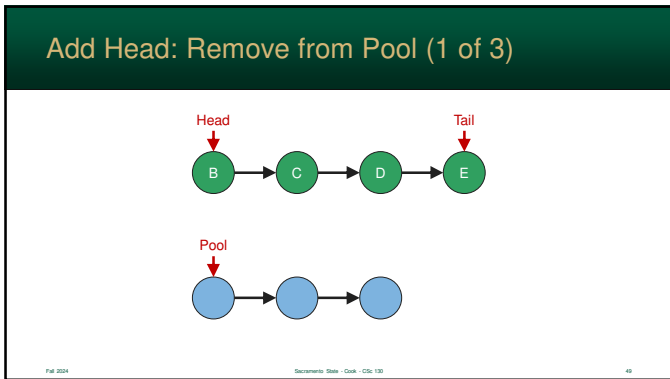 Add Head: Remove from Pool (1 of 3)
Head Tail
B C D E
Pool
Fall 2024 Sacramento State - Cook - CSc 130 49